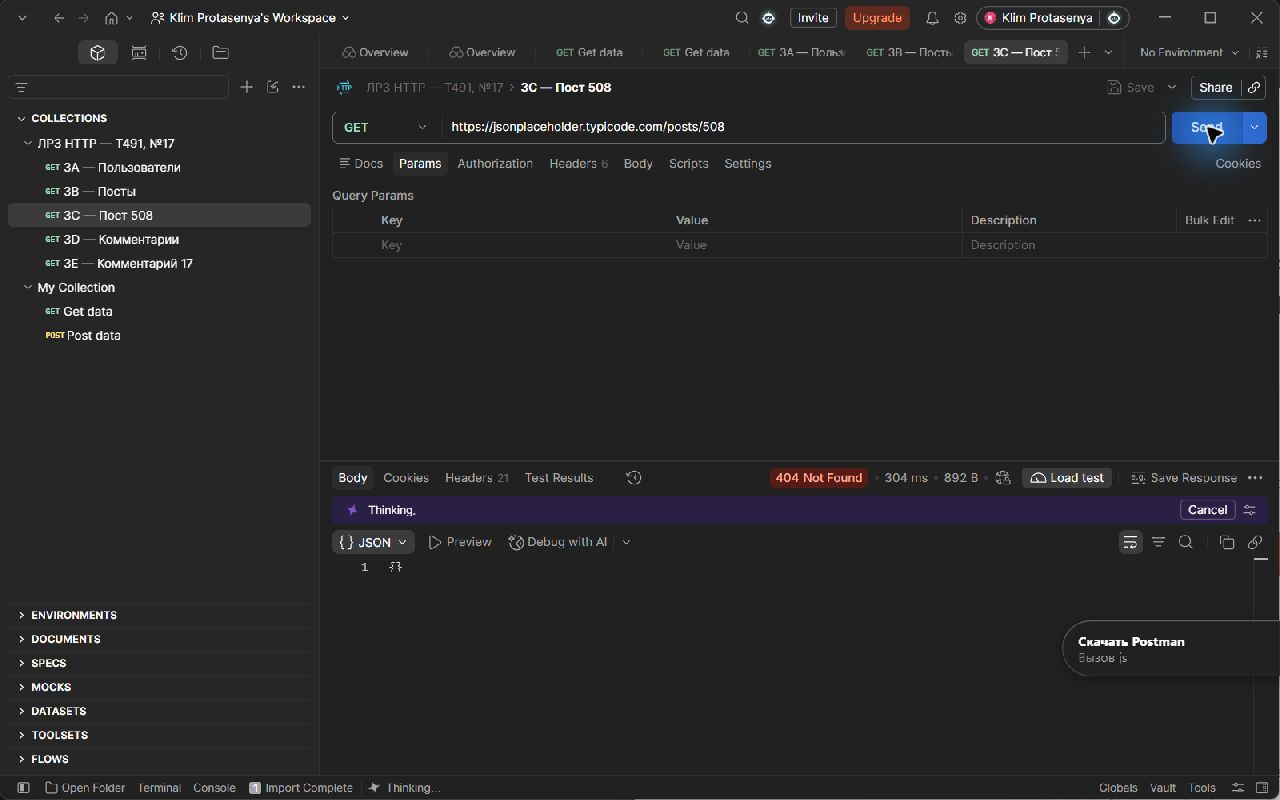 Klim Protasenya's Workspace
Invite
Upgrade
Klim Protasenya
Overview
Overview
GET Get data
GET Get data
GET 3A — Польз
GET 3B — Посты
GET 3C — Пост 5
No Environment
ЛРЗ HTTP — Т491, №17 > 3C — Пост 508
Save
Share
COLLECTIONS
ЛРЗ HTTP — Т491, №17
GET 3A — Пользователи
GET 3B — Посты
GET 3C — Пост 508
GET 3D — Комментарии
GET 3E — Комментарий 17
My Collection
GET Get data
POST Post data
ENVIRONMENTS
DOCUMENTS
SPECS
MOCKS
DATASETS
TOOLSETS
FLOWS
GET
https://jsonplaceholder.typicode.com/posts/508
Send
Docs Params Authorization Headers 6 Body Scripts Settings
Cookies
Query Params
Key Value Description Bulk Edit
Key Value Description
Body Cookies Headers 21 Test Results
404 Not Found • 304 ms • 892 B
Load test
e.g. Save Response
Thinking.
Cancel
{} JSON
Preview
Debug with AI
1 {}
Скачать Postman
Вызов js
Open Folder Terminal Console 1 Import Complete Thinking...
Globals Vault Tools